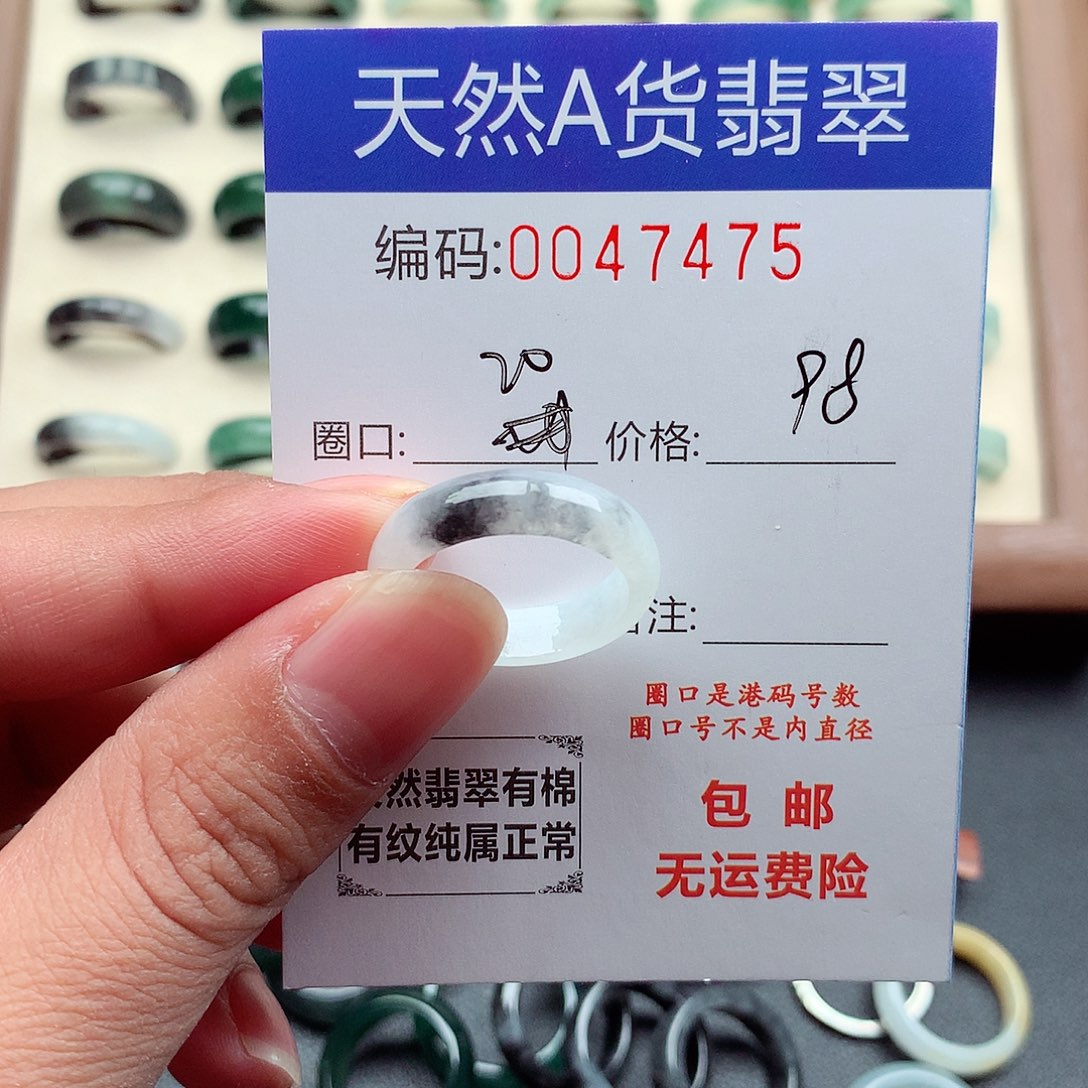 天然A货翡翠
编码:0047475
20
98
圈口:
价格:
注:
圈口是港码号数
圈口号不是内直径
然翡翠有棉
有纹纯属正常
包 邮
无运费险